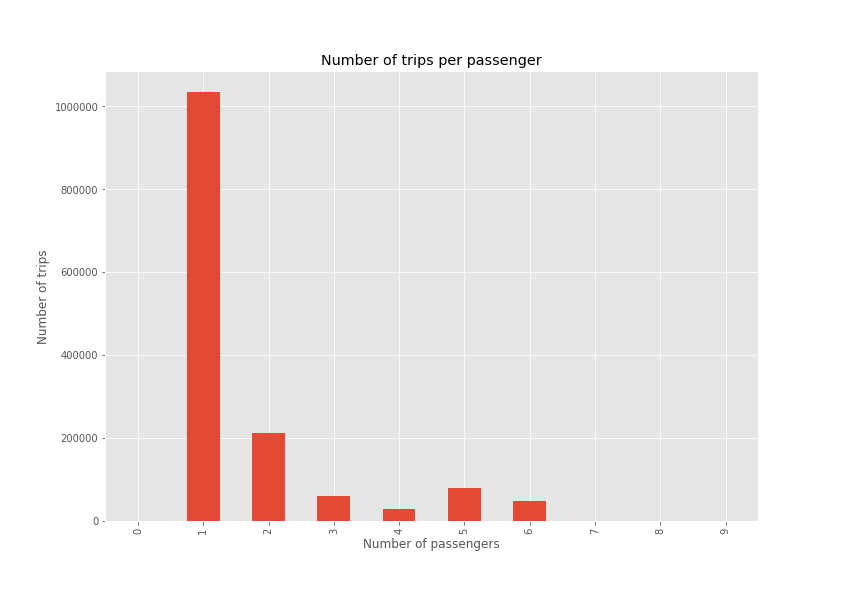 Number of trips per passenger
1000000
800000
600000
400000
200000
0
Number of trips
0 1 2 3 4 5 6 7 8 9
Number of passengers